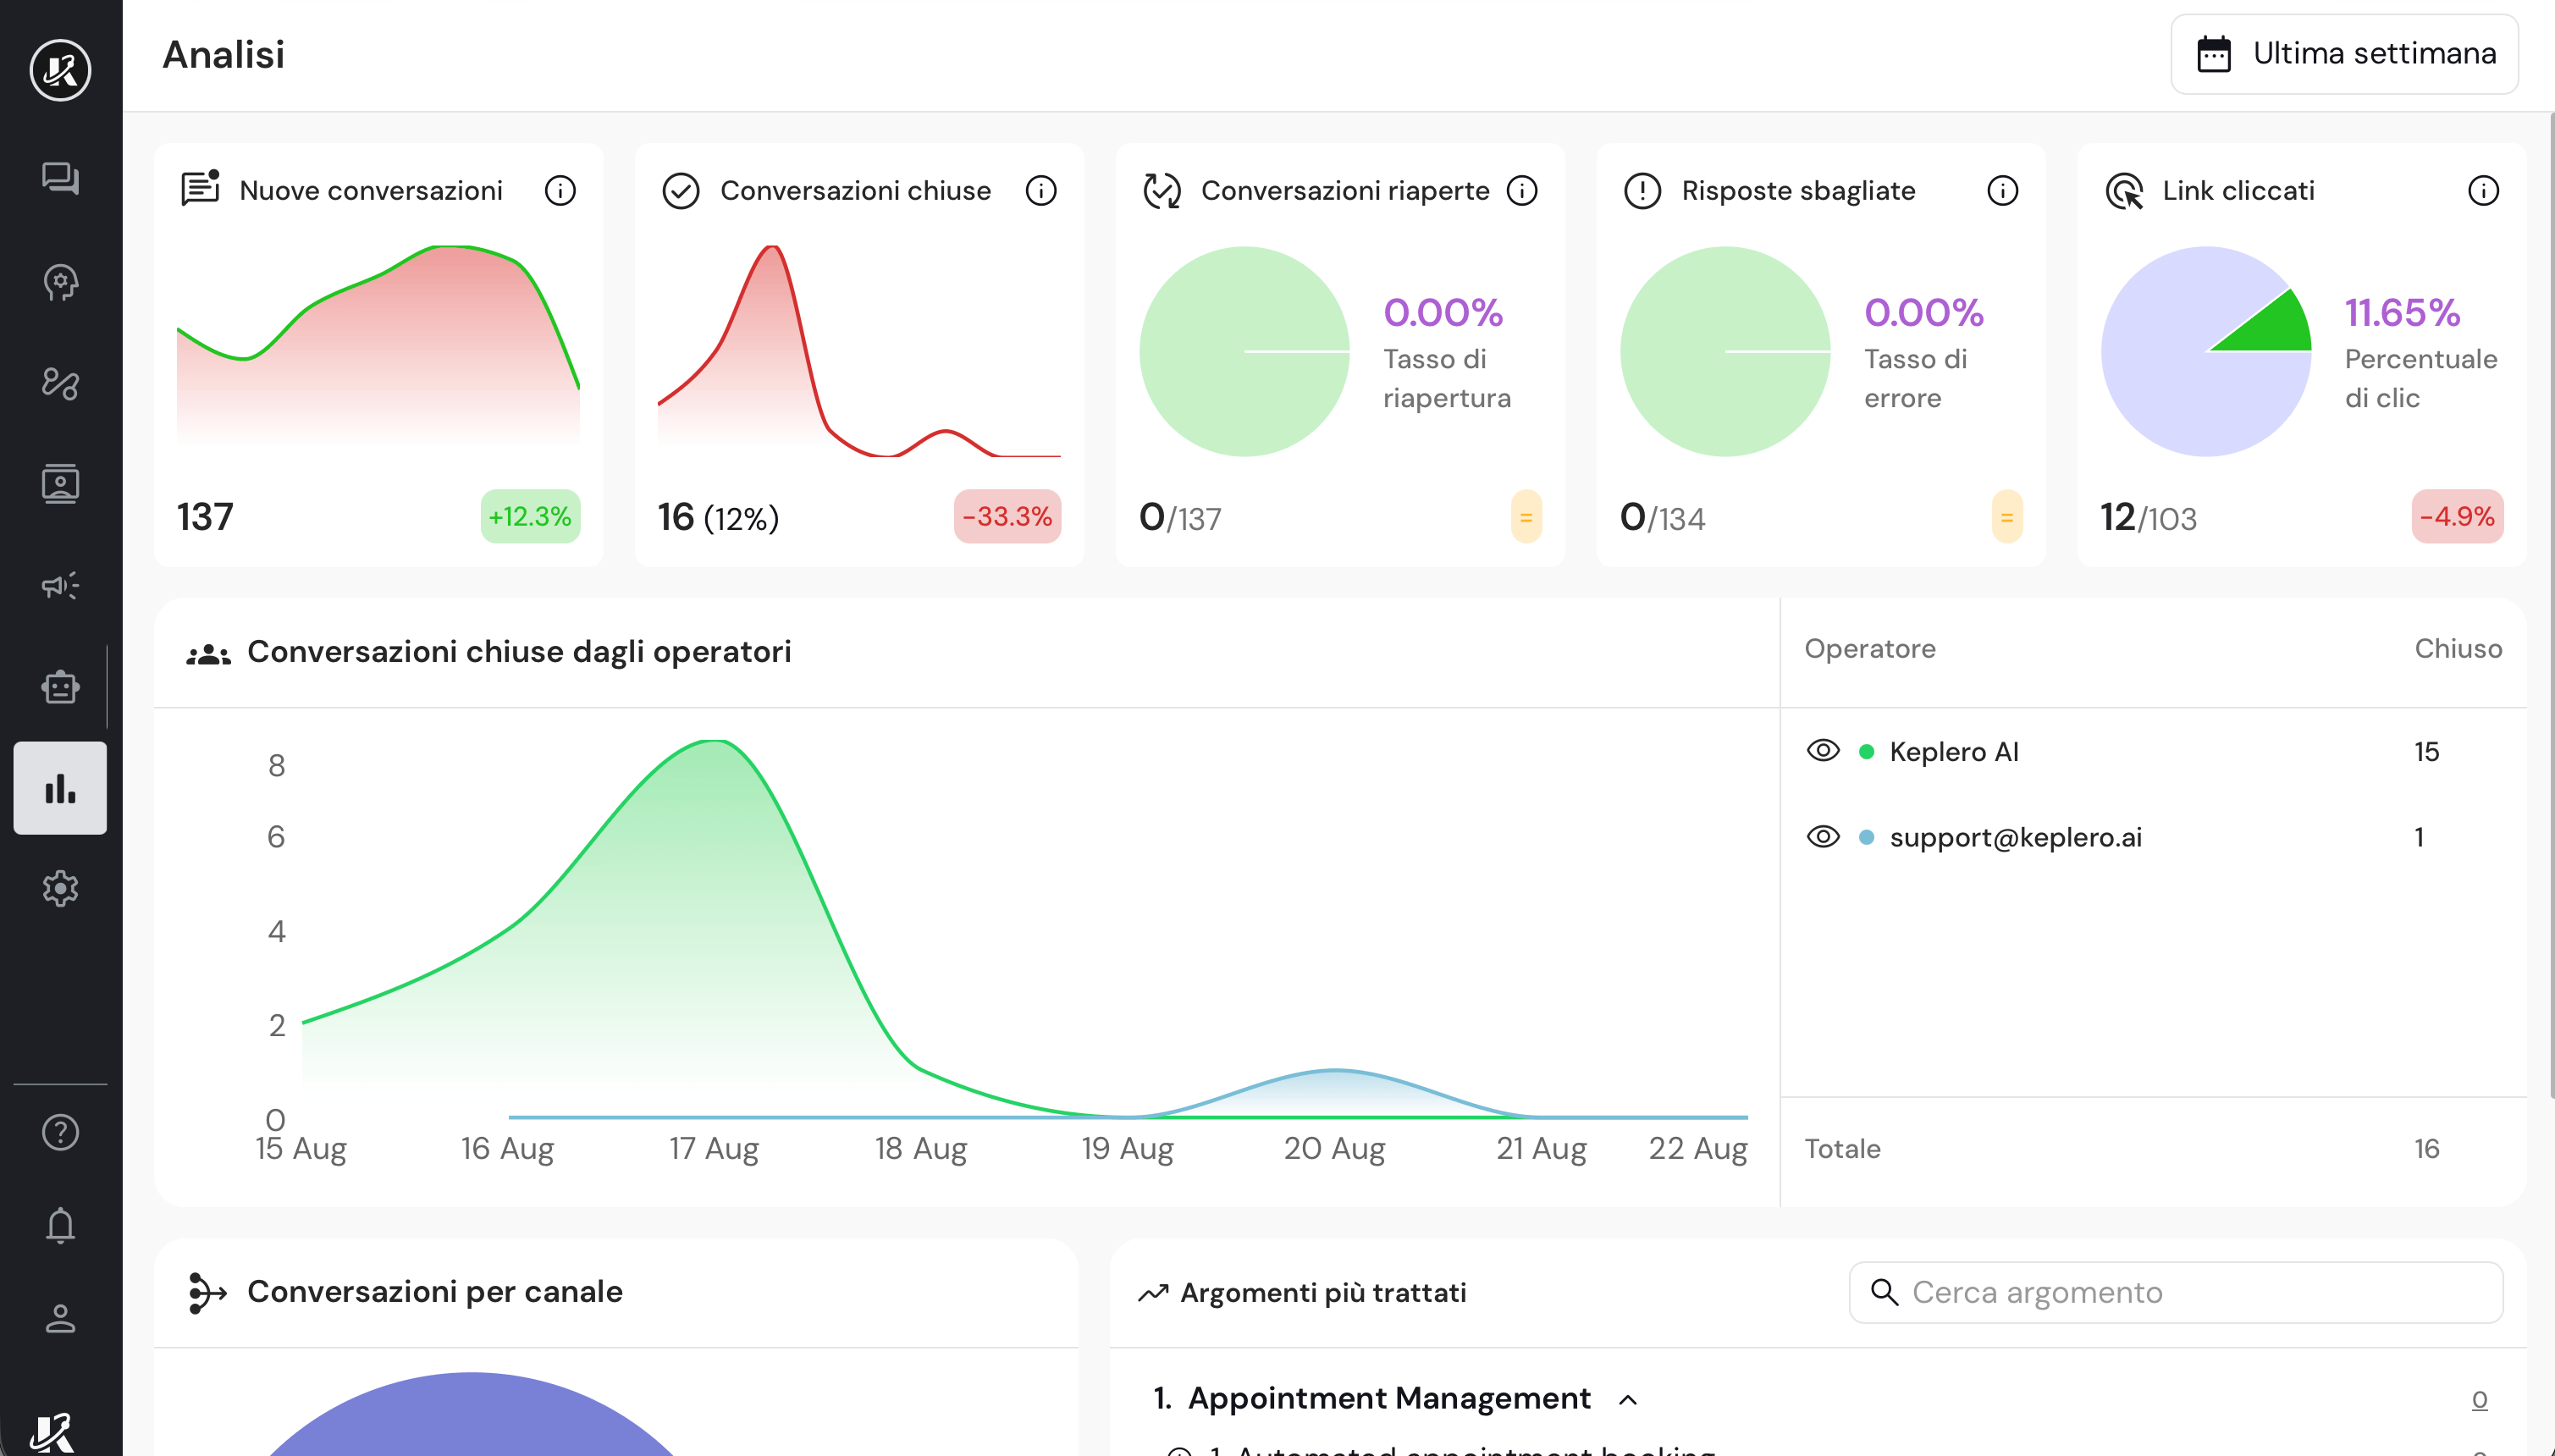 Analisi
Ultima settimana
Nuove conversazioni
137
+12.3%
Conversazioni chiuse
16 (12%)
-33.3%
Conversazioni riaperte
0.00%
Tasso di
riapertura
0/137
=
Risposte sbagliate
0.00%
Tasso di
errore
0/134
=
Link cliccati
11.65%
Percentuale
di clic
12/103
-4.9%
Conversazioni chiuse dagli operatori
8
6
4
2
0
15 Aug 16 Aug 17 Aug 18 Aug 19 Aug 20 Aug 21 Aug 22 Aug
Operatore Chiuso
Keplero AI 15
support@keplero.ai 1
Totale 16
Conversazioni per canale
Argomenti più trattati
Cerca argomento
1. Appointment Management 0
1. Automated appointment booking